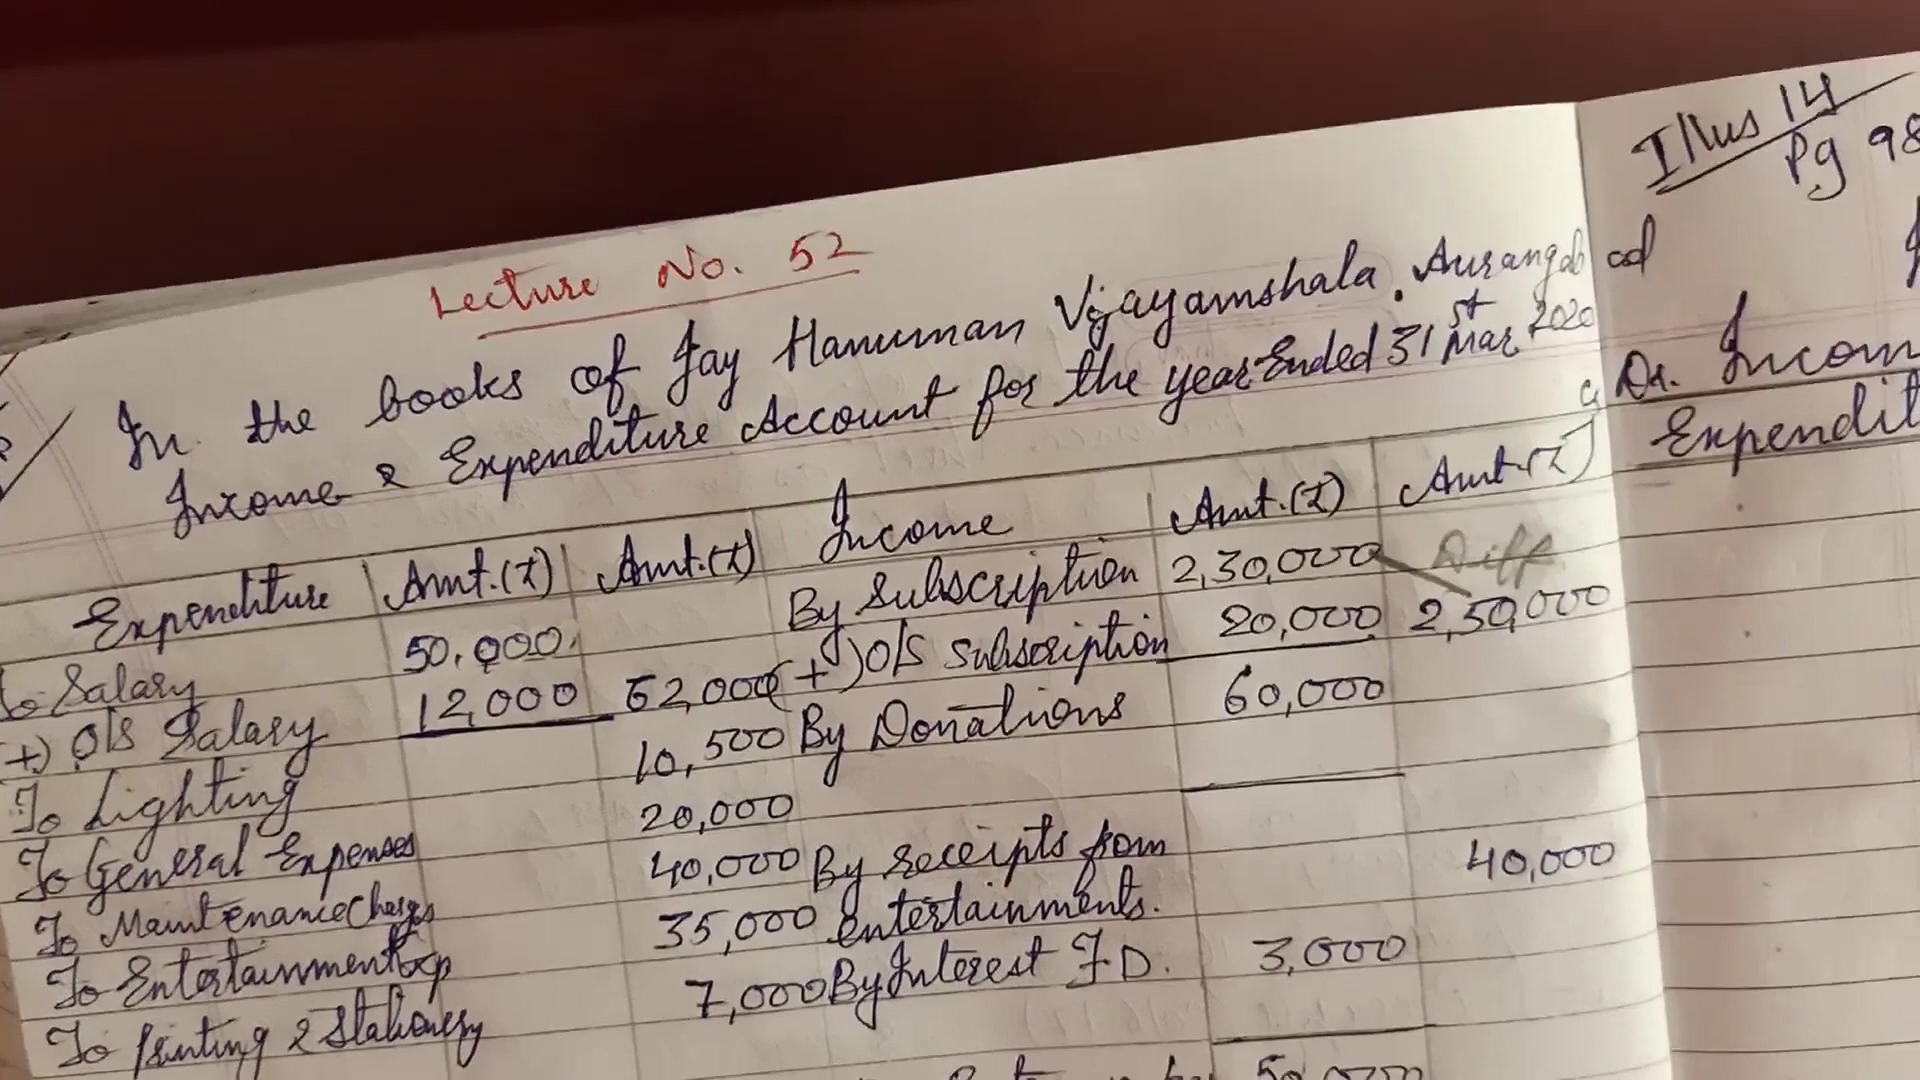 Lecture No. 52
In the books of Jay Hanuman Vyayamshala, Aurangabad
Income & Expenditure Account for the year Ended 31st Mar 2020
Expenditure Amt.(₹) Amt.(₹) Income Amt.(₹) Amt.(₹)
To Salary 50,000 By Subscription 2,30,000 Diff
(+) O/S Salary 12,000 62,000 (+) O/S Subscription 20,000 2,50,000
To Lighting 10,500 By Donations 60,000
To General Expenses 20,000
To Maintenance Charges 40,000 By receipts from 40,000
To Entertainment Exp 35,000 entertainments.
To Printing & Stationery 7,000 By Interest F.D. 3,000
50,000
Illus 14
Pg 98
Dr. Incom
Expendit